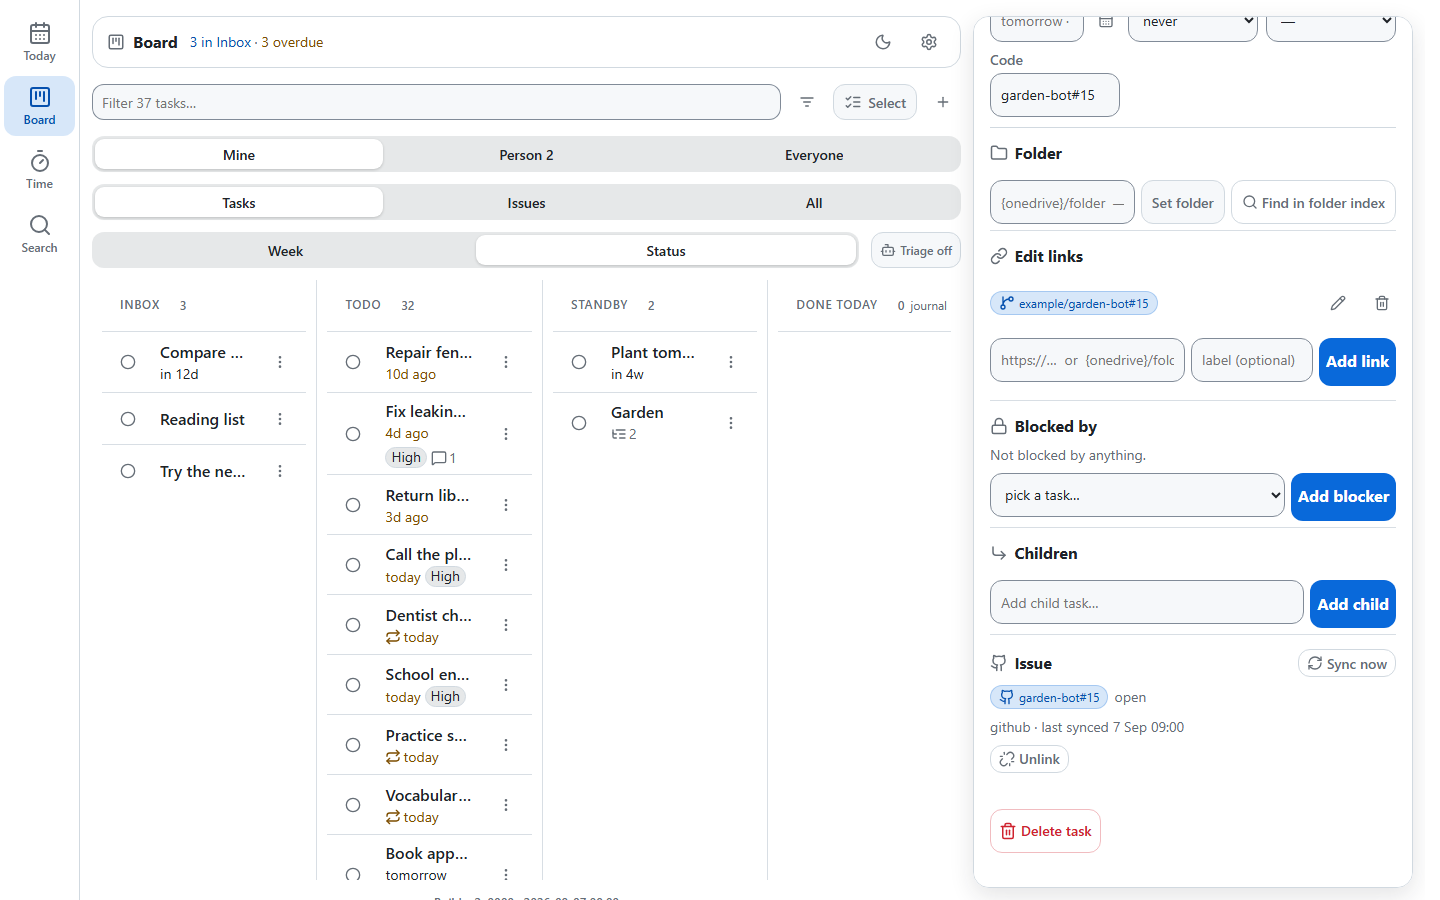 Today
Board
Time
Search
Board 3 in Inbox · 3 overdue
Filter 37 tasks...
Select
Mine Person 2 Everyone
Tasks Issues All
Week Status
Triage off
INBOX 3
Compare ...
in 12d
Reading list
Try the ne...
TODO 32
Repair fen...
10d ago
Fix leakin...
4d ago
High 1
Return lib...
3d ago
Call the pl...
today High
Dentist ch...
today
School en...
today High
Practice s...
today
Vocabular...
today
Book app...
tomorrow
STANDBY 2
Plant tom...
in 4w
Garden
2
DONE TODAY 0 journal
tomorrow ·
never
—
Code
garden-bot#15
Folder
{onedrive}/folder —
Set folder
Find in folder index
Edit links
example/garden-bot#15
https://... or {onedrive}/folc
label (optional)
Add link
Blocked by
Not blocked by anything.
pick a task...
Add blocker
Children
Add child task...
Add child
Issue
Sync now
garden-bot#15 open
github · last synced 7 Sep 09:00
Unlink
Delete task